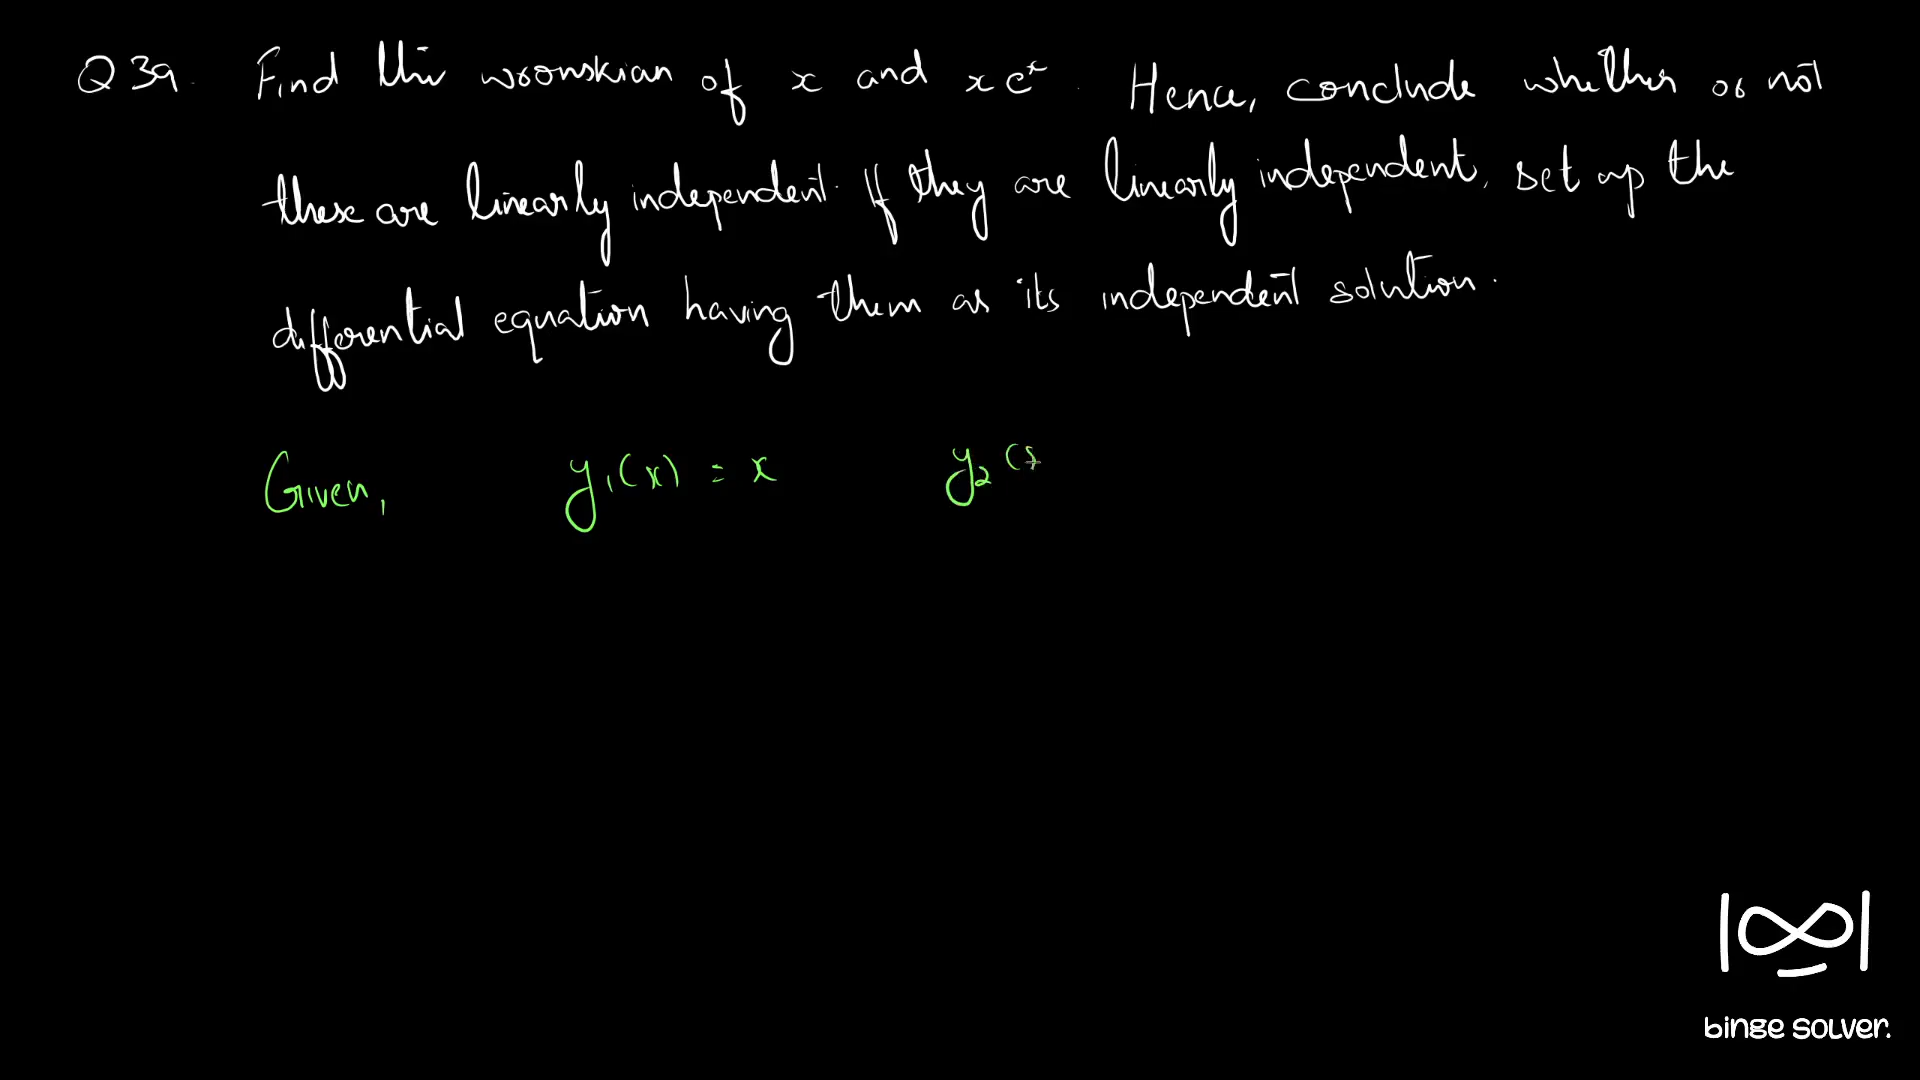 Q 39. Find the wronskian of x and x eˣ. Hence, conclude whether or not
these are linearly independent. If they are linearly independent, set up the
differential equation having them as its independent solution.
Given, y₁(x) = x y₂(x
binge solver.